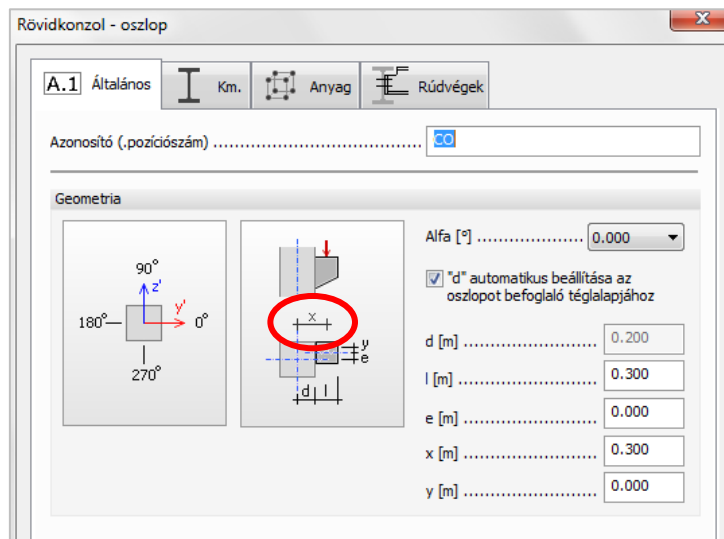 Rövidkonzol - oszlop
A.1 Általános Km. Anyag Rúdvégek
Azonosító (.pozíciószám) CO
Geometria
90°
z'
y'
180° 0°
270°
x
y
e
d l
Alfa [°] 0.000
"d" automatikus beállítása az
oszlopot befoglaló téglalapjához
d [m] 0.200
l [m] 0.300
e [m] 0.000
x [m] 0.300
y [m] 0.000